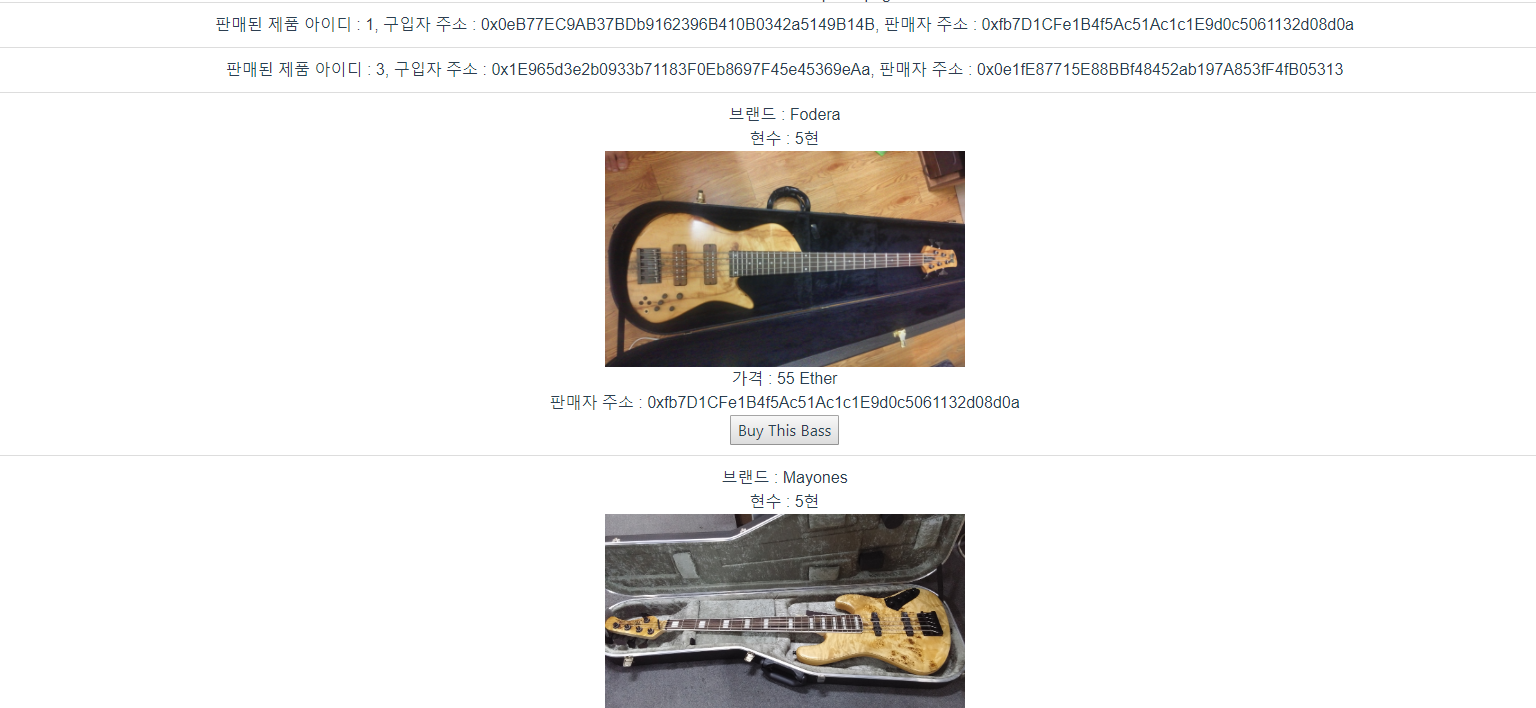 판매된 제품 아이디 : 1, 구입자 주소 : 0x0eB77EC9AB37BDb9162396B410B0342a5149B14B, 판매자 주소 : 0xfb7D1CFe1B4f5Ac51Ac1c1E9d0c5061132d08d0a
판매된 제품 아이디 : 3, 구입자 주소 : 0x1E965d3e2b0933b71183F0Eb8697F45e45369eAa, 판매자 주소 : 0x0e1fE87715E88BBf48452ab197A853fF4fB05313
브랜드 : Fodera
현수 : 5현
가격 : 55 Ether
판매자 주소 : 0xfb7D1CFe1B4f5Ac51Ac1c1E9d0c5061132d08d0a
Buy This Bass
브랜드 : Mayones
현수 : 5현